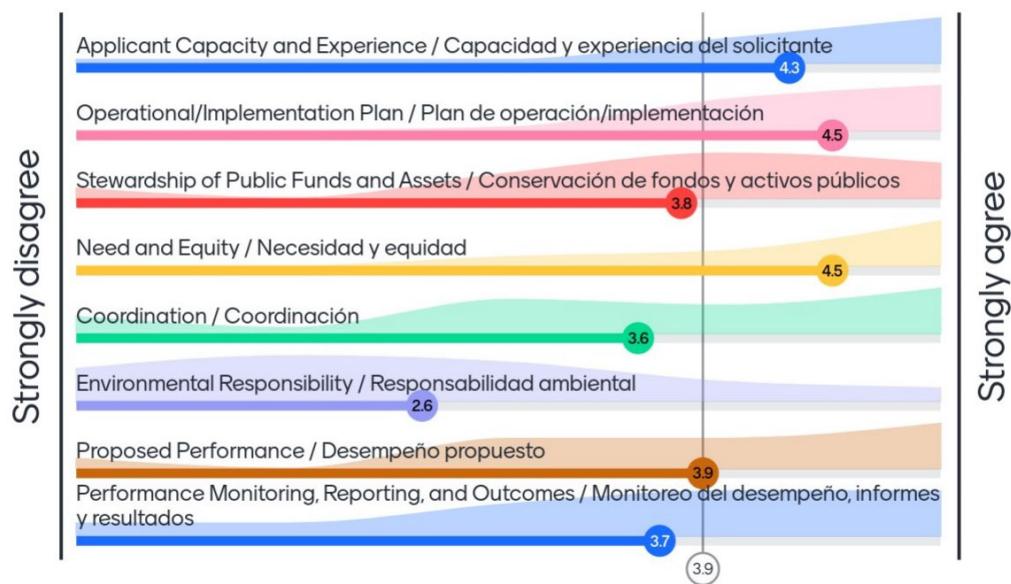 Strongly disagree
Applicant Capacity and Experience / Capacidad y experiencia del solicitante
4.3
Operational/Implementation Plan / Plan de operación/implementación
4.5
Stewardship of Public Funds and Assets / Conservación de fondos y activos públicos
3.8
Need and Equity / Necesidad y equidad
4.5
Coordination / Coordinación
3.6
Environmental Responsibility / Responsabilidad ambiental
2.6
Proposed Performance / Desempeño propuesto
3.9
Performance Monitoring, Reporting, and Outcomes / Monitoreo del desempeño, informes
y resultados
3.7
3.9
Strongly agree